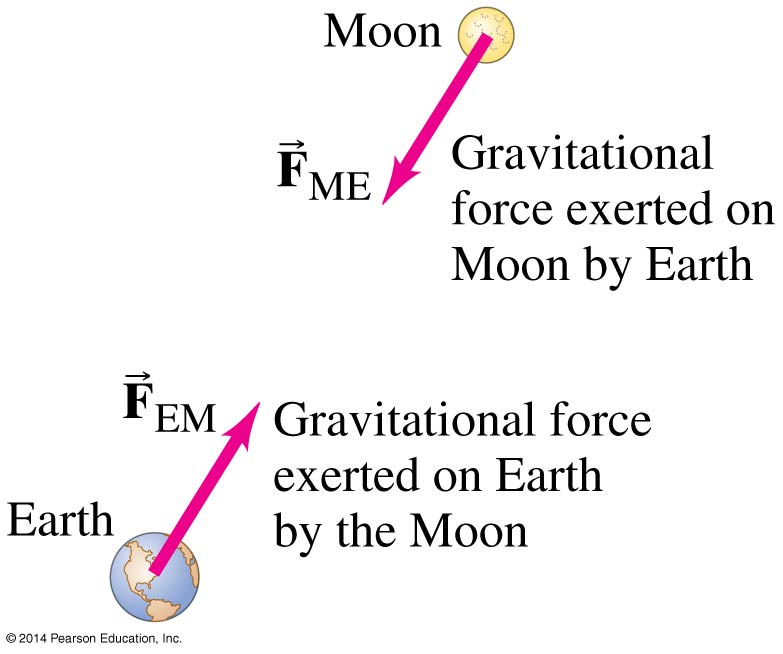 Moon
F⃗ME
Gravitational
force exerted on
Moon by Earth
F⃗EM
Gravitational force
exerted on Earth
by the Moon
Earth
© 2014 Pearson Education, Inc.